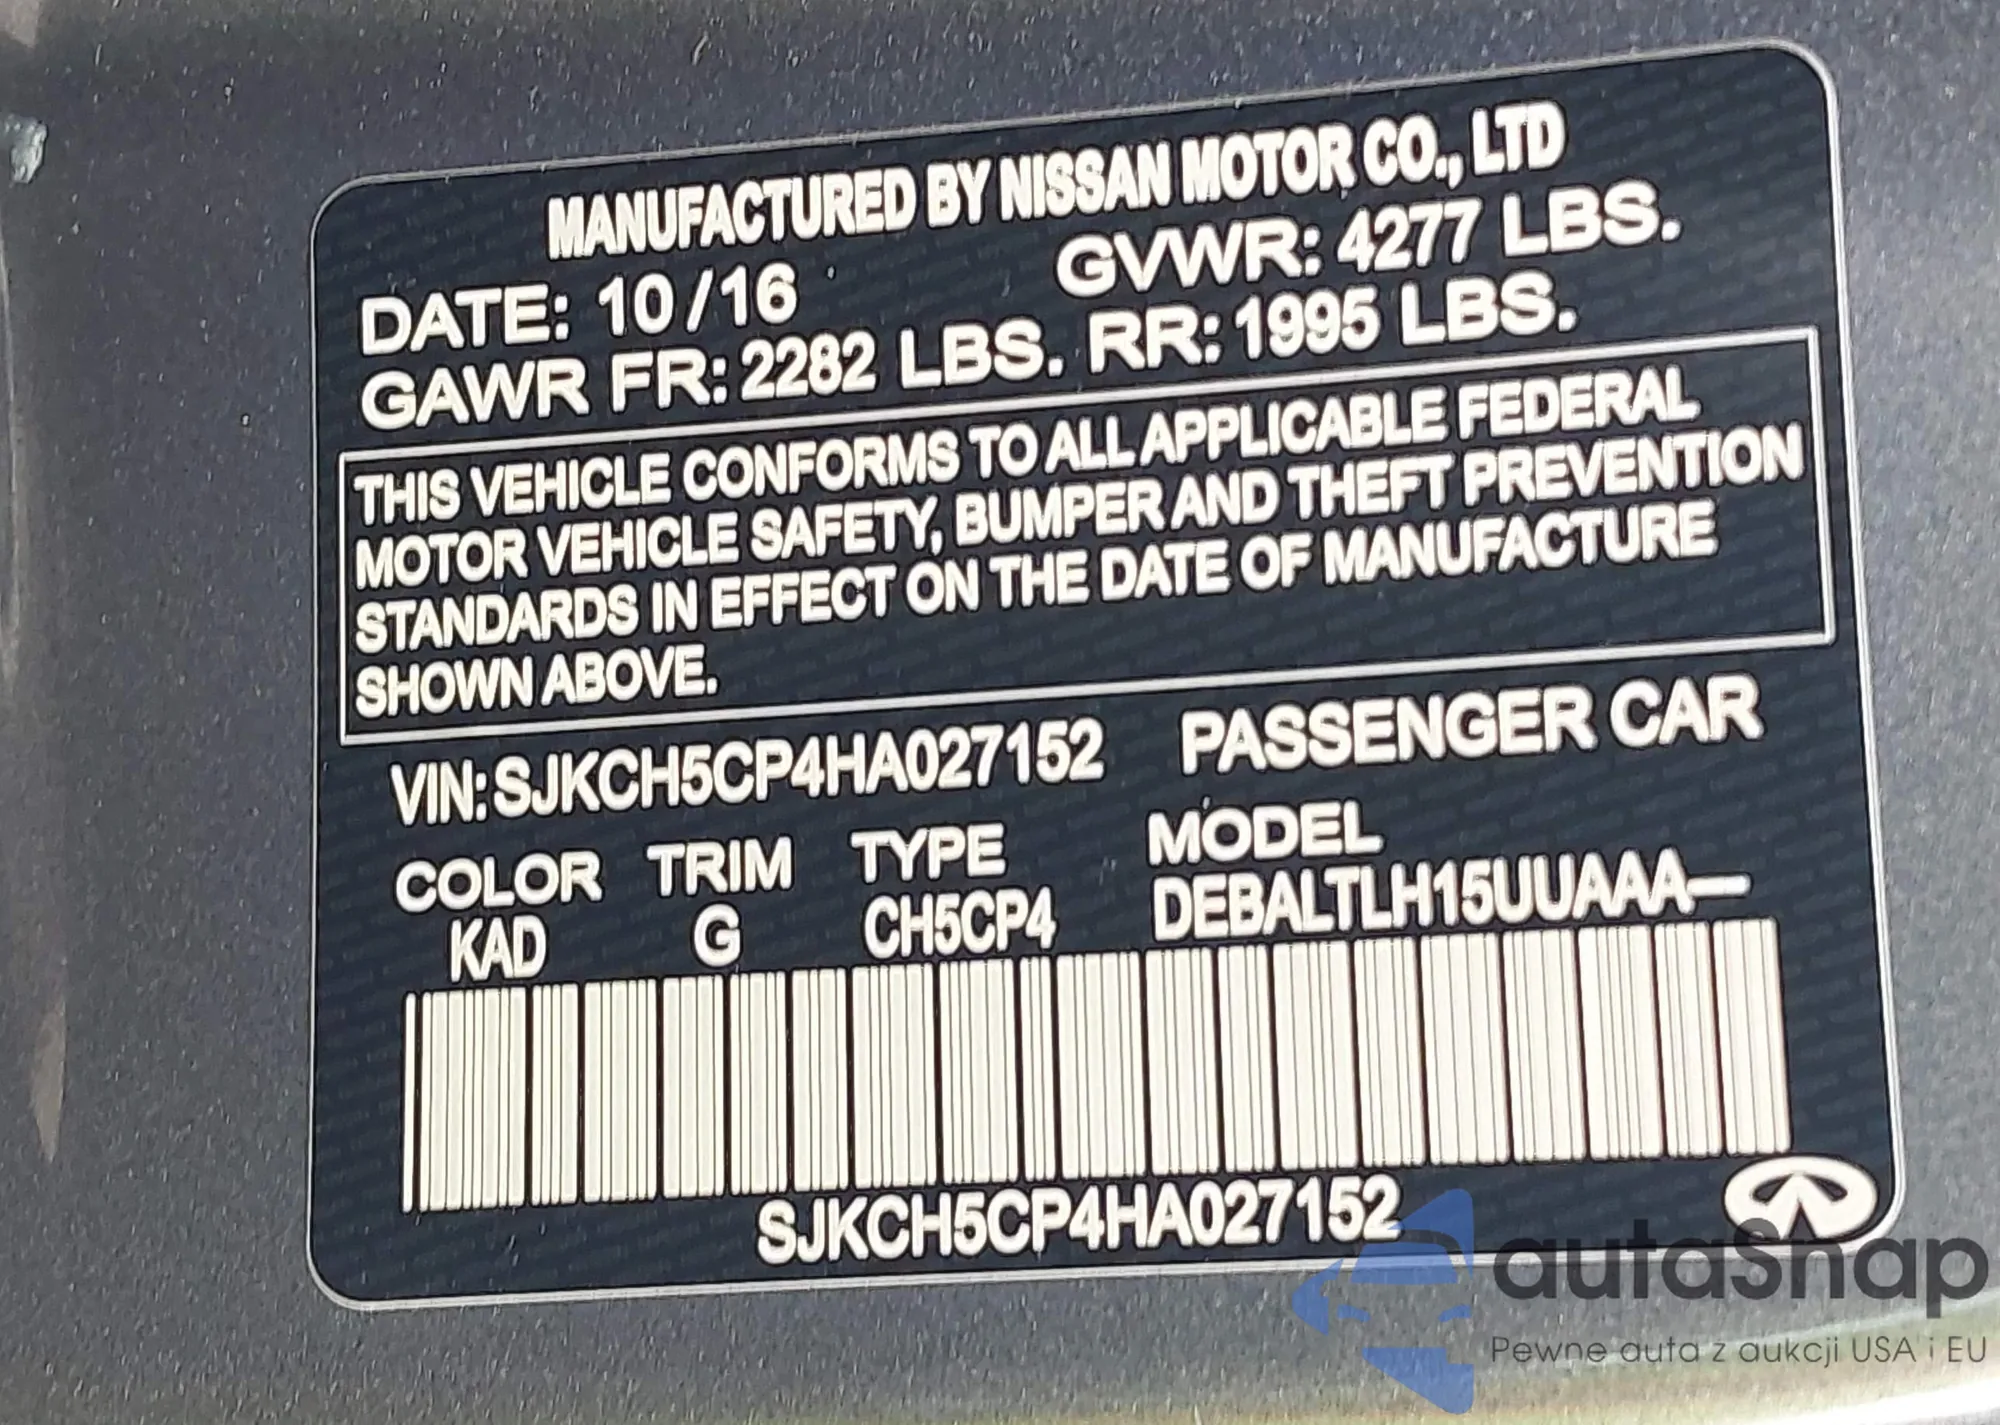 MANUFACTURED BY NISSAN MOTOR CO., LTD
DATE: 10/16 GVWR: 4277 LBS.
GAWR FR: 2282 LBS. RR: 1995 LBS.
THIS VEHICLE CONFORMS TO ALL APPLICABLE FEDERAL
MOTOR VEHICLE SAFETY, BUMPER AND THEFT PREVENTION
STANDARDS IN EFFECT ON THE DATE OF MANUFACTURE
SHOWN ABOVE.
VIN: SJKCH5CP4HA027152 PASSENGER CAR
COLOR TRIM TYPE MODEL
KAD G CH5CP4 DEBALTLH15UUAAA—
SJKCH5CP4HA027152
autaSnap
Pewne auta z aukcji USA i EU